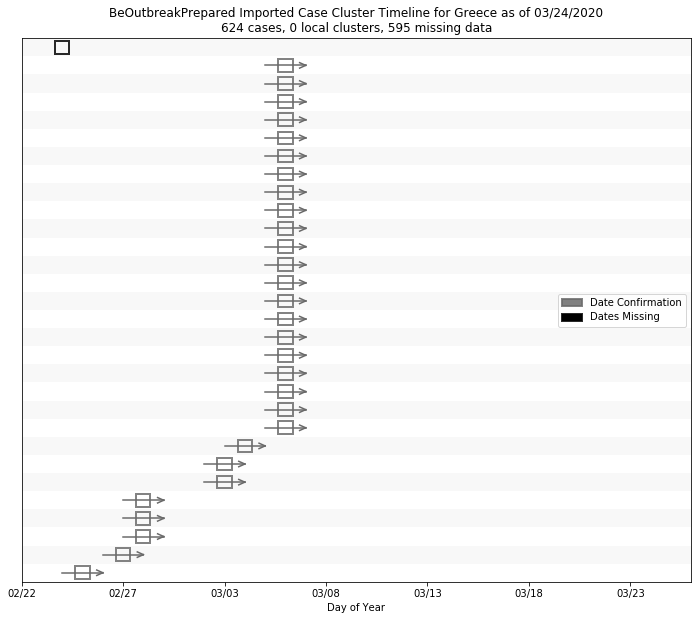 BeOutbreakPrepared Imported Case Cluster Timeline for Greece as of 03/24/2020
624 cases, 0 local clusters, 595 missing data
Date Confirmation
Dates Missing
02/22 02/27 03/03 03/08 03/13 03/18 03/23
Day of Year